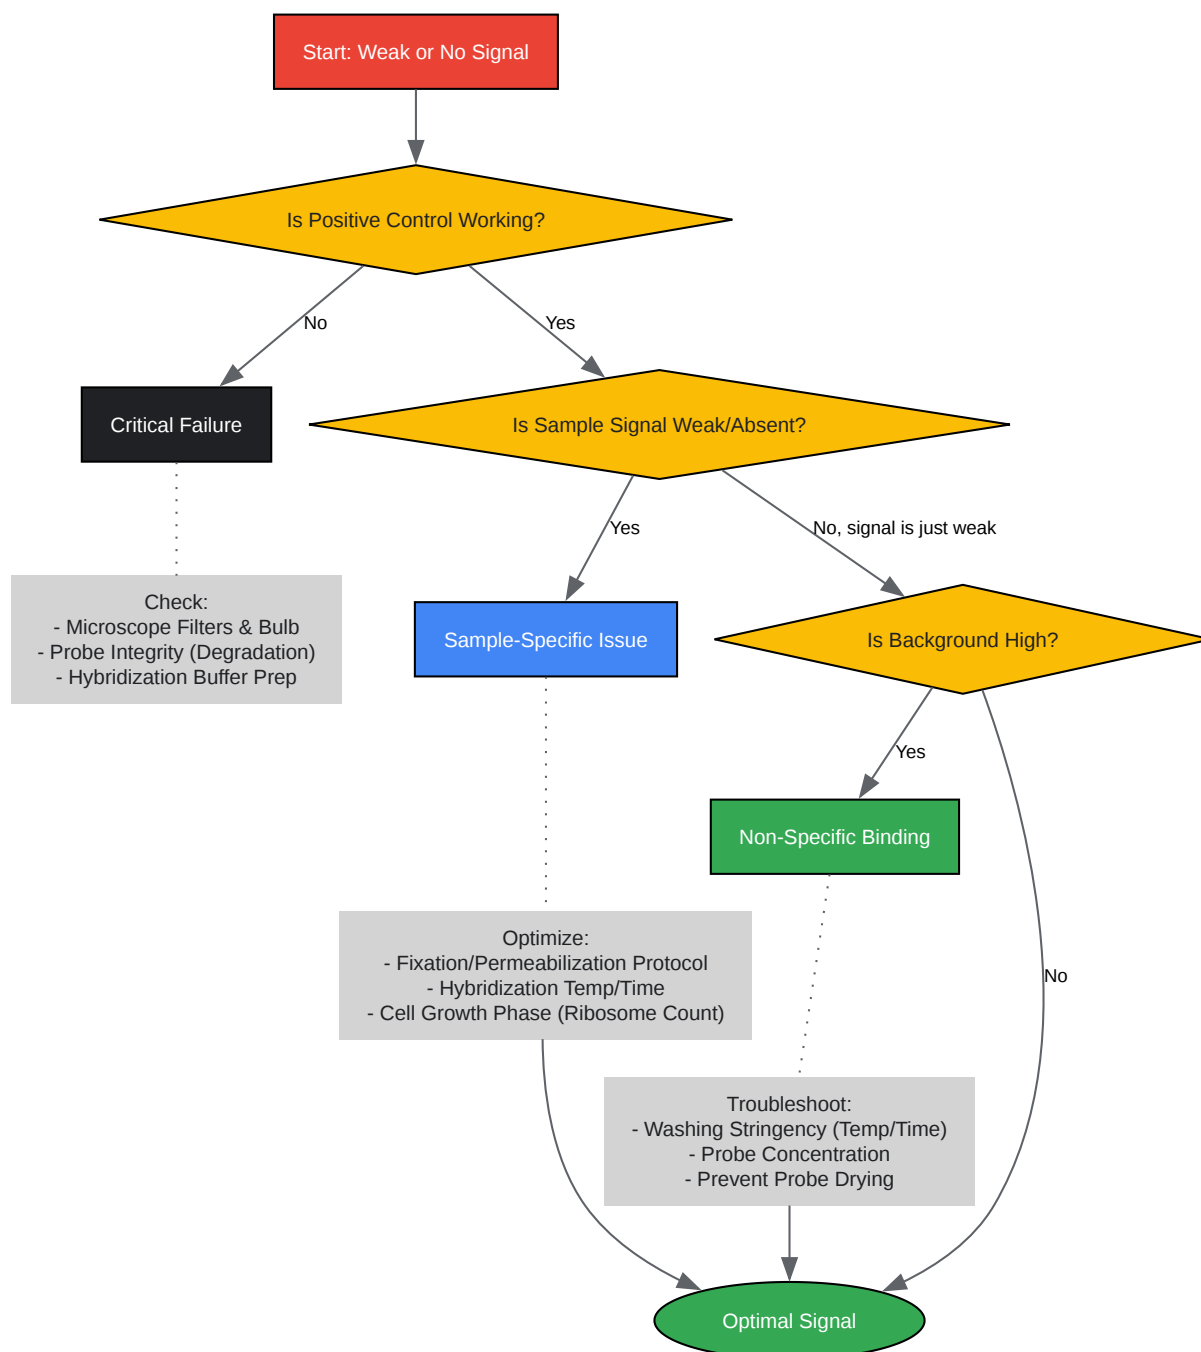 Start: Weak or No Signal
Is Positive Control Working?
No
Yes
Critical Failure
Is Sample Signal Weak/Absent?
Yes
No, signal is just weak
Check:
- Microscope Filters & Bulb
- Probe Integrity (Degradation)
- Hybridization Buffer Prep
Sample-Specific Issue
Is Background High?
Yes
Non-Specific Binding
Optimize:
- Fixation/Permeabilization Protocol
- Hybridization Temp/Time
- Cell Growth Phase (Ribosome Count)
No
Troubleshoot:
- Washing Stringency (Temp/Time)
- Probe Concentration
- Prevent Probe Drying
Optimal Signal